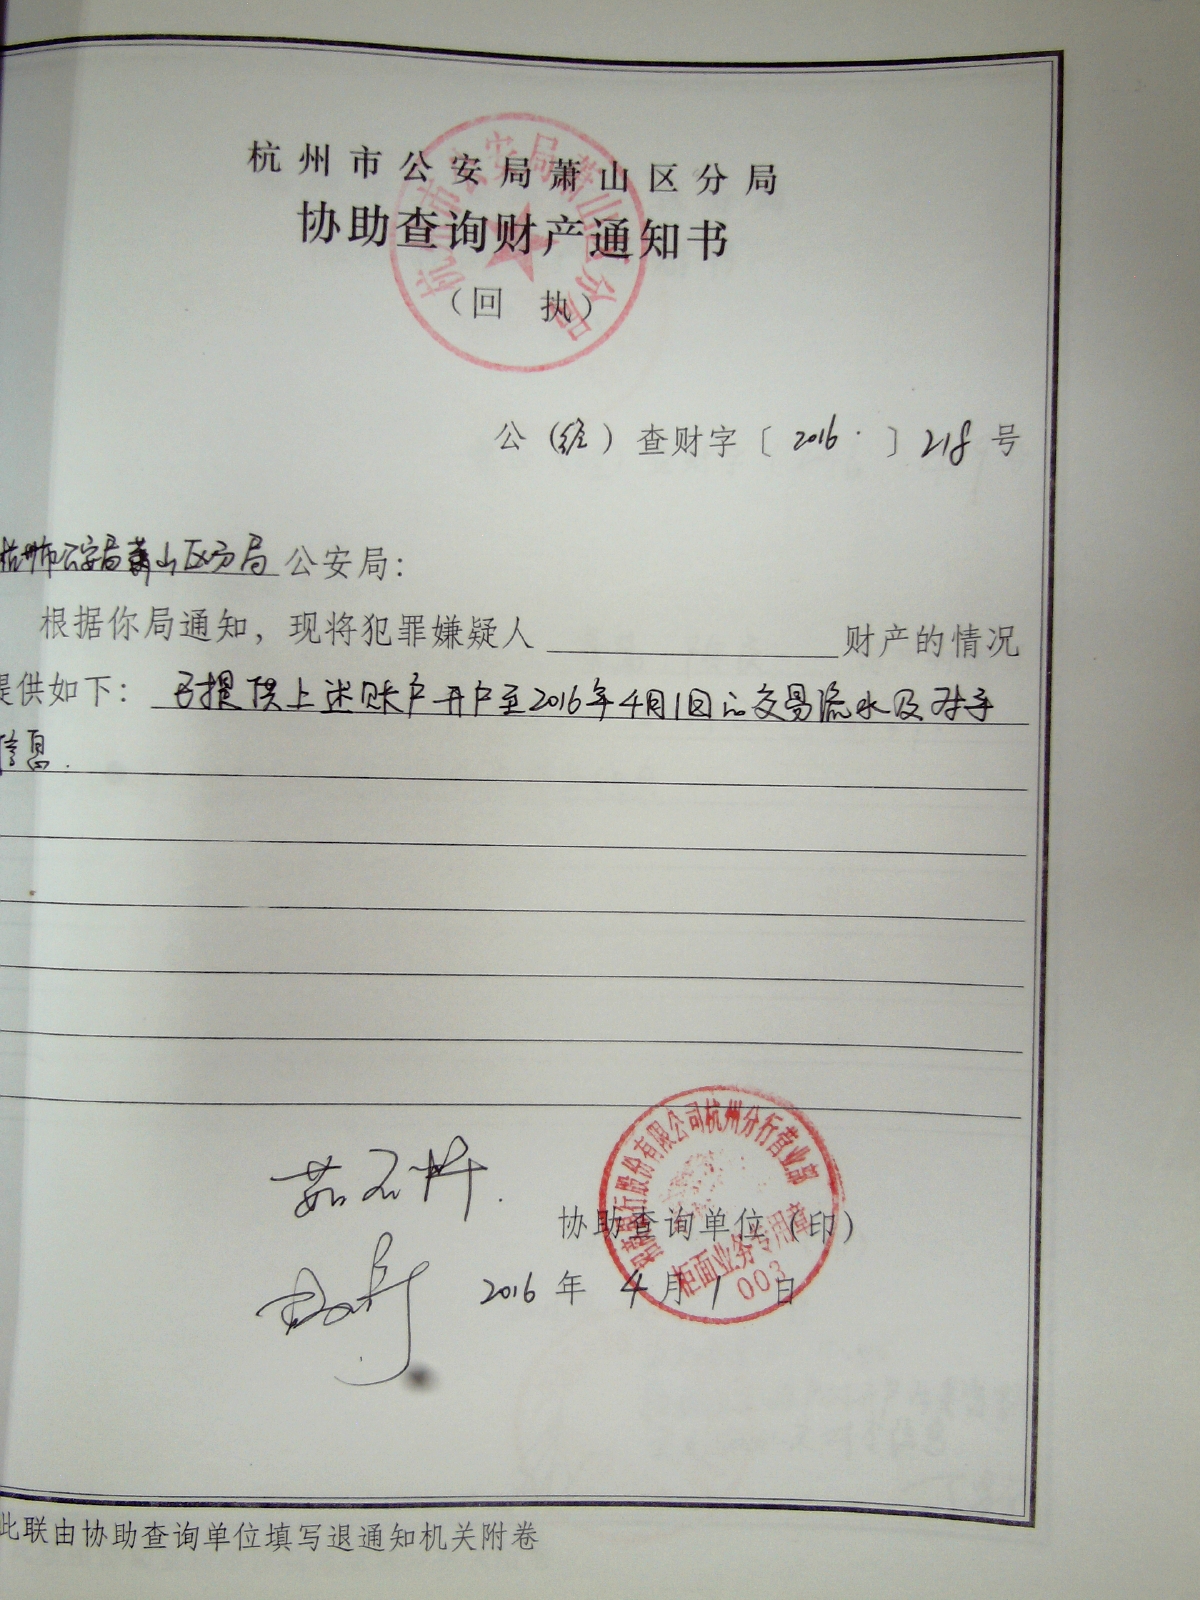 杭州市公安局萧山区分局
协助查询财产通知书
（回 执）
杭州市公安局萧山区分局
公（经）查财字〔2016〕218号
杭州市公安局萧山区分局公安局：
根据你局通知，现将犯罪嫌疑人 财产的情况
提供如下：已提供上述账户开户至2016年4月1日的交易流水及对手
信息.
银行股份有限公司杭州分行营业部
柜面业务专用章
003
协助查询单位（印）
2016年4月1日
此联由协助查询单位填写退通知机关附卷